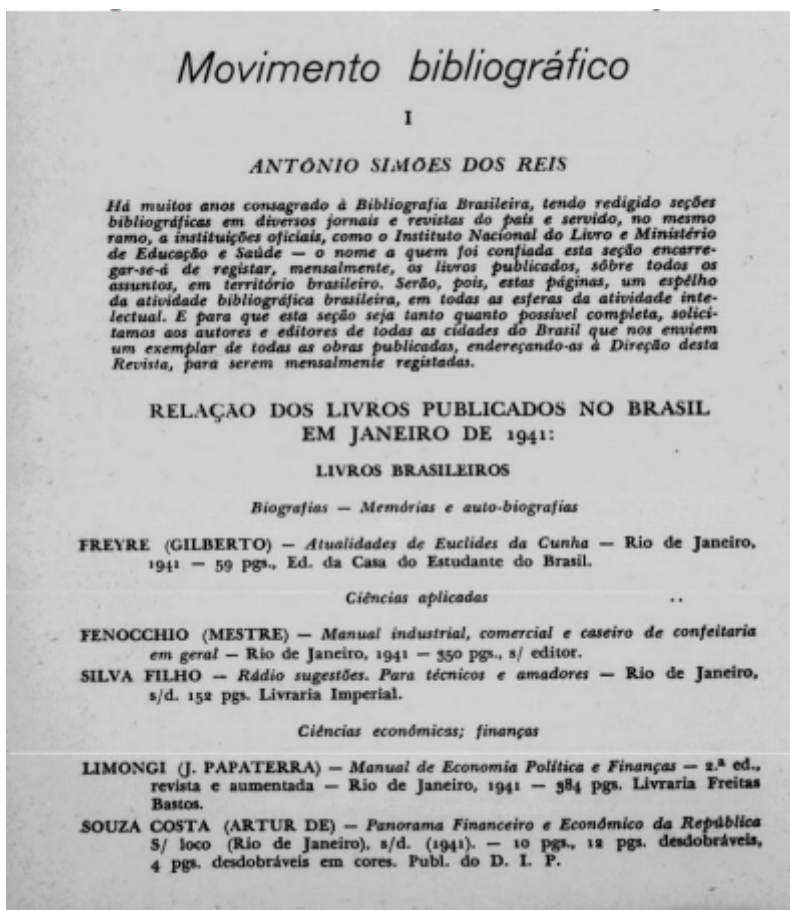 Movimento bibliográfico
I
ANTÔNIO SIMÕES DOS REIS
Há muitos anos consagrado à Bibliografia Brasileira, tendo redigido seções
bibliográficas em diversos jornais e revistas do país e servido, no mesmo
ramo, a instituições oficiais, como o Instituto Nacional do Livro e Ministério
de Educação e Saúde — o nome a quem foi confiada esta seção encarre-
gar-se-á de registar, mensalmente, os livros publicados, sôbre todos os
assuntos, em território brasileiro. Serão, pois, estas páginas, um espêlho
da atividade bibliográfica brasileira, em todas as esferas da atividade inte-
lectual. E para que esta seção seja tanto quanto possível completa, solici-
tamos aos autores e editores de todas as cidades do Brasil que nos enviem
um exemplar de todas as obras publicadas, endereçando-as à Direção desta
Revista, para serem mensalmente registadas.
RELAÇÃO DOS LIVROS PUBLICADOS NO BRASIL
EM JANEIRO DE 1941:
LIVROS BRASILEIROS
Biografias — Memórias e auto-biografias
FREYRE (GILBERTO) — Atualidades de Euclides da Cunha — Rio de Janeiro,
1941 — 59 pgs., Ed. da Casa do Estudante do Brasil.
Ciências aplicadas
FENOCCHIO (MESTRE) — Manual industrial, comercial e caseiro de confeitaria
em geral — Rio de Janeiro, 1941 — 350 pgs., s/ editor.
SILVA FILHO — Rádio sugestões. Para técnicos e amadores — Rio de Janeiro,
s/d. 152 pgs. Livraria Imperial.
Ciências econômicas; finanças
LIMONGI (J. PAPATERRA) — Manual de Economia Política e Finanças — 2.ª ed.,
revista e aumentada — Rio de Janeiro, 1941 — 384 pgs. Livraria Freitas
Bastos.
SOUZA COSTA (ARTUR DE) — Panorama Financeiro e Econômico da República
S/ loco (Rio de Janeiro), s/d. (1941). — 10 pgs., 12 pgs. desdobráveis,
4 pgs. desdobráveis em cores. Publ. do D. I. P.